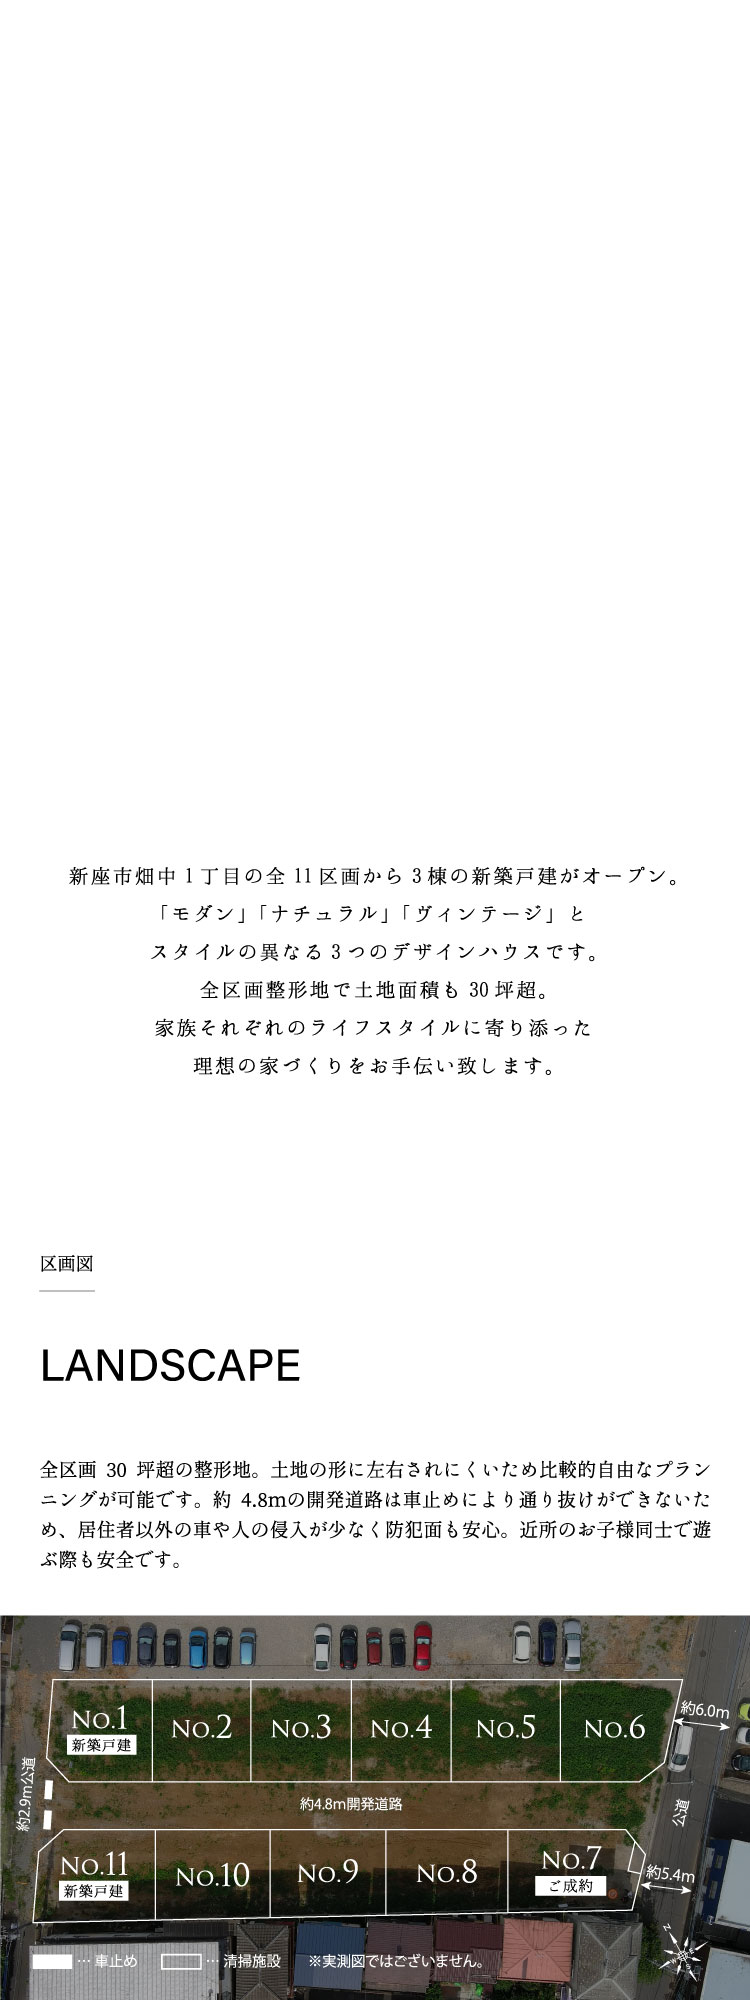 新座市畑中1丁目の全11区画から3棟の新築戸建がオープン。
「モダン」「ナチュラル」「ヴィンテージ」と
スタイルの異なる3つのデザインハウスです。
全区画整形地で土地面積も30坪超。
家族それぞれのライフスタイルに寄り添った
理想の家づくりをお手伝い致します。
区画図
LANDSCAPE
全区画 30 坪超の整形地。土地の形に左右されにくいため比較的自由なプラン
ニングが可能です。約 4.8mの開発道路は車止めにより通り抜けができないた
め、居住者以外の車や人の侵入が少なく防犯面も安心。近所のお子様同士で遊
ぶ際も安全です。
NO.1
新築戸建
NO.2
NO.3
NO.4
NO.5
NO.6
約6.0m
約2.9m公道
約4.8m開発道路
公道
NO.11
新築戸建
NO.10
NO.9
NO.8
NO.7
ご成約
約5.4m
… 車止め
… 清掃施設
※実測図ではございません。
N
S